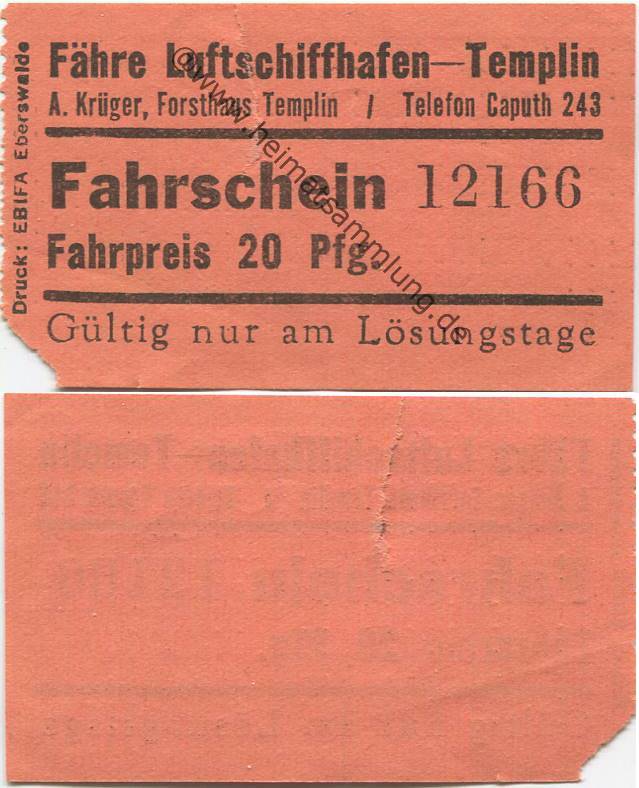 Fähre Luftschiffhafen—Templin
A. Krüger, Forsthaus Templin / Telefon Caputh 243
Fahrschein 12166
Fahrpreis 20 Pfg.
Gültig nur am Lösungstage
Druck: EBIFA Eberswalde
@www.heimatsammlung.de